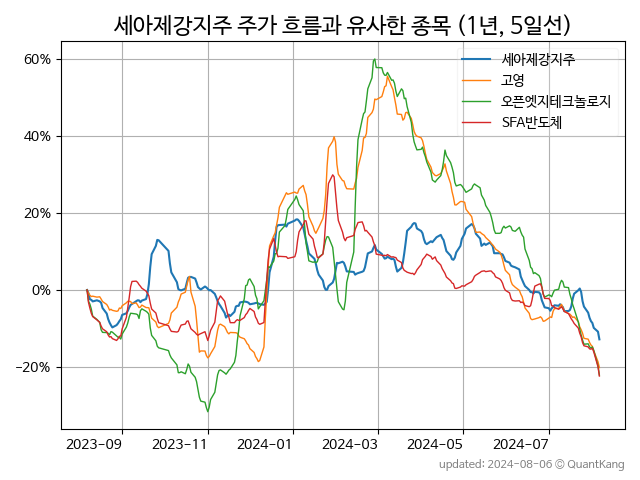 세아제강지주 주가 흐름과 유사한 종목 (1년, 5일선)
세아제강지주
고영
오픈엣지테크놀로지
SFA반도체
60%
40%
20%
0%
−20%
2023-09 2023-11 2024-01 2024-03 2024-05 2024-07
updated: 2024-08-06 © QuantKang